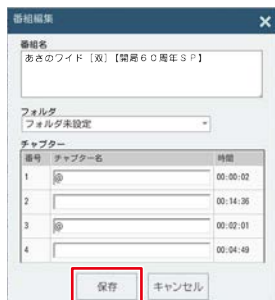 番組編集
番組名
あさのワイド［双］【開局６０周年ＳＰ】
フォルダ
フォルダ未設定
チャプター
番号 チャプター名 時間
1 @ 00:00:02
2 00:14:36
3 @ 00:02:01
4 00:04:49
保存 キャンセル